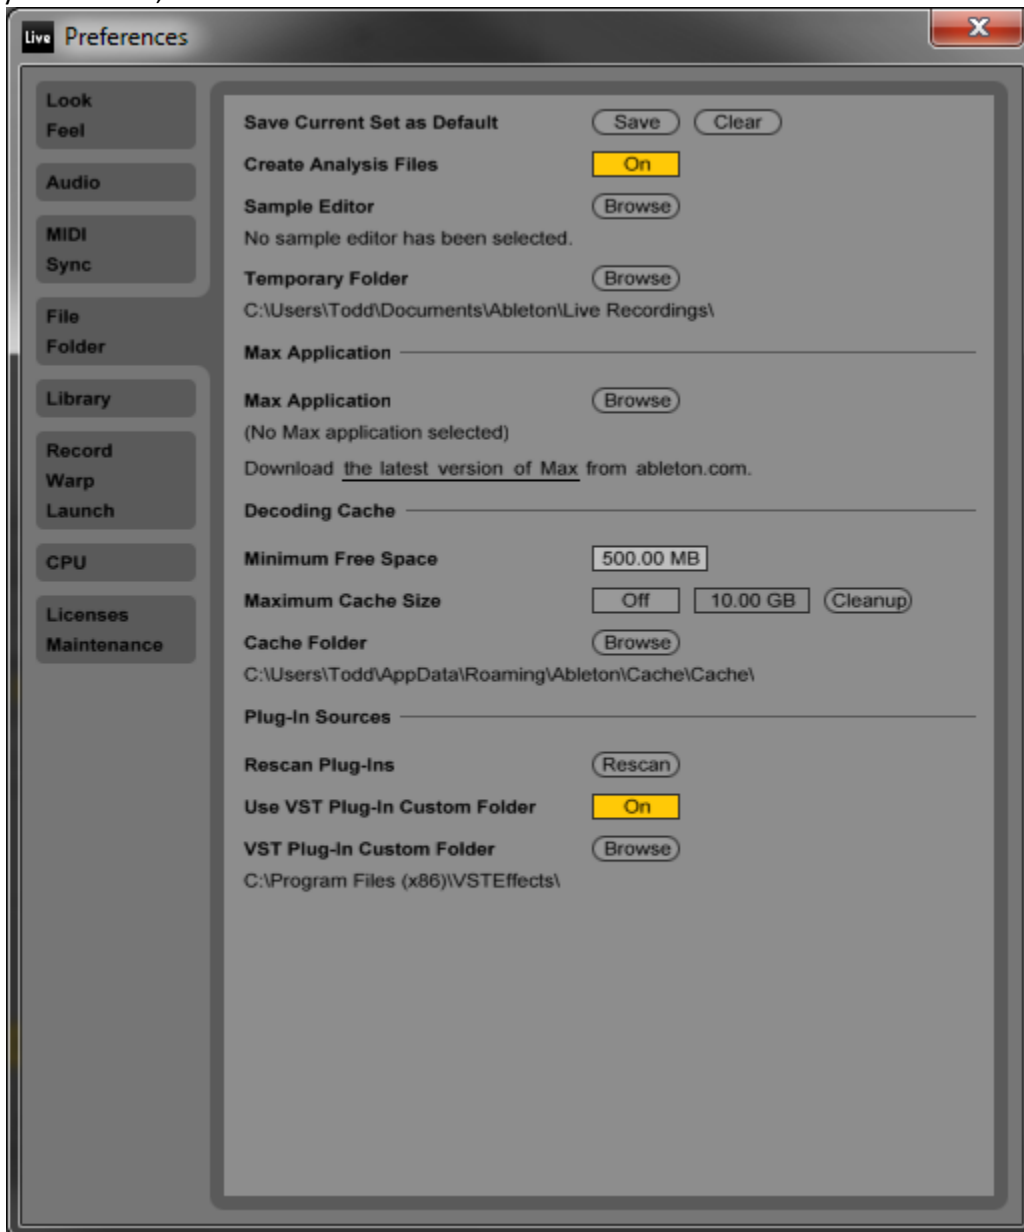 Live Preferences X
Look
Feel
Audio
MIDI
Sync
File
Folder
Library
Record
Warp
Launch
CPU
Licenses
Maintenance
Save Current Set as Default Save Clear
Create Analysis Files On
Sample Editor Browse
No sample editor has been selected.
Temporary Folder Browse
C:\Users\Todd\Documents\Ableton\Live Recordings\
Max Application
Max Application Browse
(No Max application selected)
Download the latest version of Max from ableton.com.
Decoding Cache
Minimum Free Space 500.00 MB
Maximum Cache Size Off 10.00 GB Cleanup
Cache Folder Browse
C:\Users\Todd\AppData\Roaming\Ableton\Cache\Cache\
Plug-In Sources
Rescan Plug-Ins Rescan
Use VST Plug-In Custom Folder On
VST Plug-In Custom Folder Browse
C:\Program Files (x86)\VSTEffects\